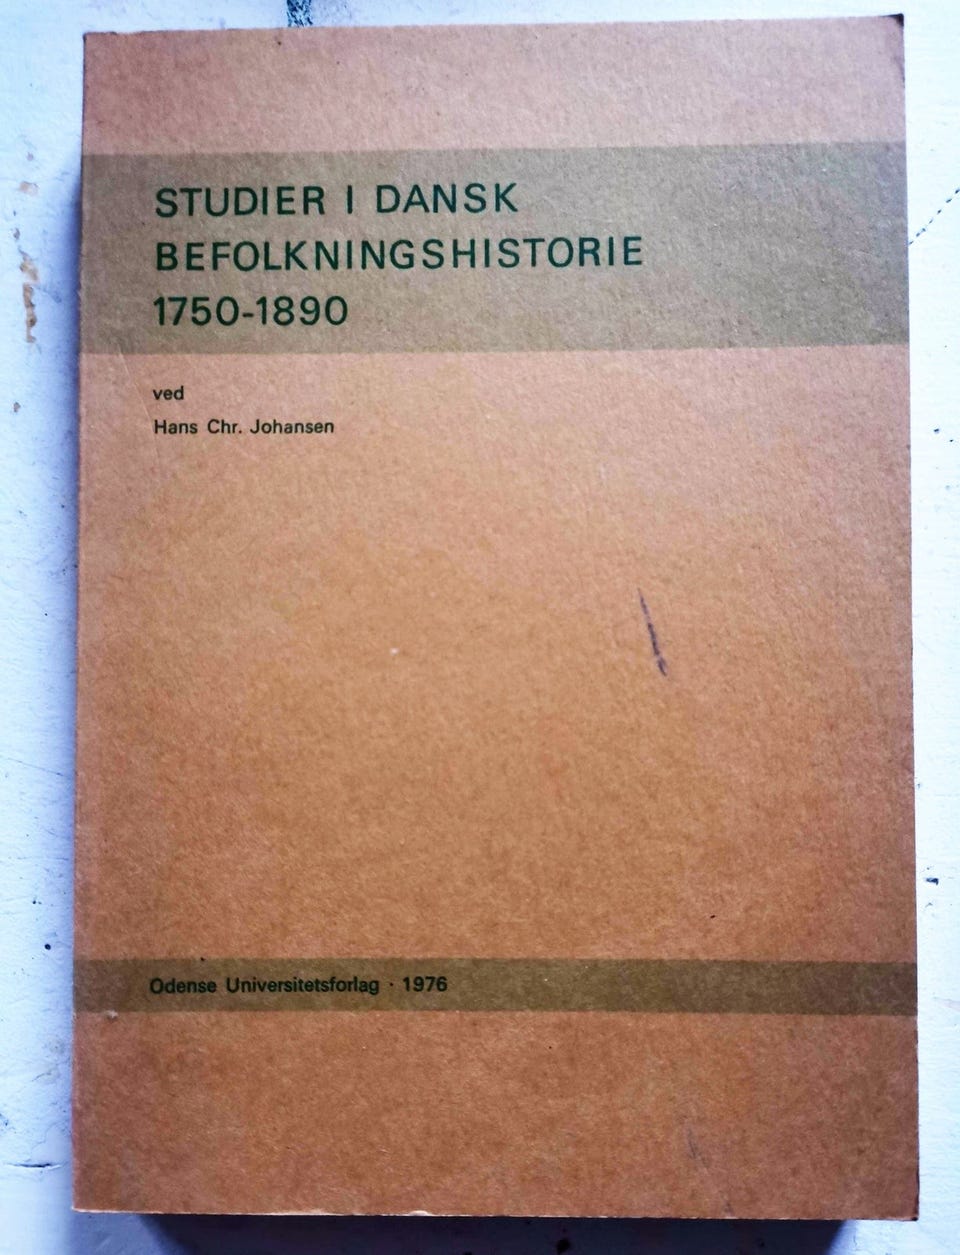 STUDIER I DANSK
BEFOLKNINGSHISTORIE
1750-1890
ved
Hans Chr. Johansen
Odense Universitetsforlag · 1976